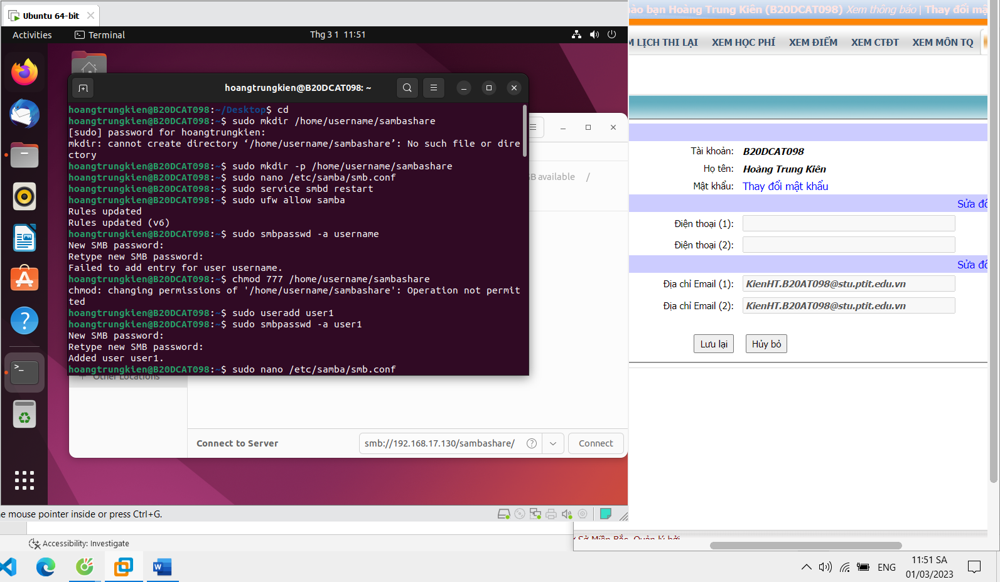 Ubuntu 64-bit
Activities
Terminal
Thg 3 1 11:51
hoangtrungkien@B20DCAT098: ~
hoangtrungkien@B20DCAT098:~/Desktop$ cd
hoangtrungkien@B20DCAT098:~$ sudo mkdir /home/username/sambashare
[sudo] password for hoangtrungkien:
mkdir: cannot create directory ‘/home/username/sambashare’: No such file or dire
ctory
hoangtrungkien@B20DCAT098:~$ sudo mkdir -p /home/username/sambashare
hoangtrungkien@B20DCAT098:~$ sudo nano /etc/samba/smb.conf
hoangtrungkien@B20DCAT098:~$ sudo service smbd restart
hoangtrungkien@B20DCAT098:~$ sudo ufw allow samba
Rules updated
Rules updated (v6)
hoangtrungkien@B20DCAT098:~$ sudo smbpasswd -a username
New SMB password:
Retype new SMB password:
Failed to add entry for user username.
hoangtrungkien@B20DCAT098:~$ chmod 777 /home/username/sambashare
chmod: changing permissions of '/home/username/sambashare': Operation not permit
ted
hoangtrungkien@B20DCAT098:~$ sudo useradd user1
hoangtrungkien@B20DCAT098:~$ sudo smbpasswd -a user1
New SMB password:
Retype new SMB password:
Added user user1.
hoangtrungkien@B20DCAT098:~$ sudo nano /etc/samba/smb.conf
GB available /
Other Locations
Connect to Server
smb://192.168.17.130/sambashare/
Connect
e mouse pointer inside or press Ctrl+G.
Accessibility: Investigate
ào bạn Hoàng Trung Kiên (B20DCAT098) Xem thông báo | Thay đổi mậ
M LỊCH THI LẠI XEM HỌC PHÍ XEM ĐIỂM XEM CTĐT XEM MÔN TQ
Tài khoản: B20DCAT098
Họ tên: Hoàng Trung Kiên
Mật khẩu: Thay đổi mật khẩu
Sửa đổ
Điện thoại (1):
Điện thoại (2):
Sửa đổ
Địa chỉ Email (1): KienHT.B20AT098@stu.ptit.edu.vn
Địa chỉ Email (2): KienHT.B20AT098@stu.ptit.edu.vn
Lưu lại Hủy bỏ
Sở Miền Bắc. Quản lý bởi
ENG
11:51 SA
01/03/2023